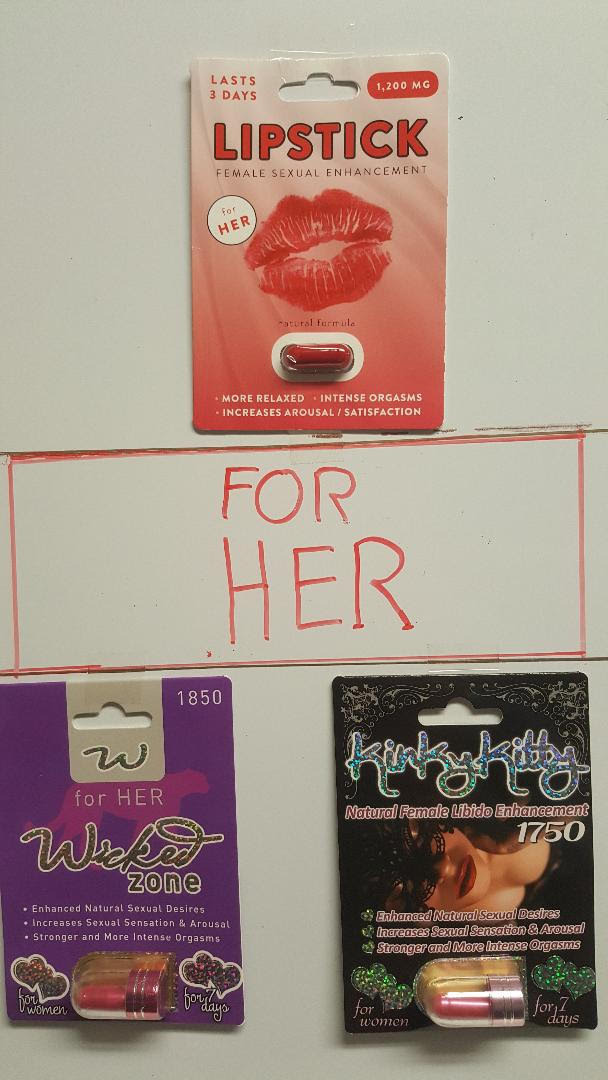 LASTS
3 DAYS
1,200 MG
LIPSTICK
FEMALE SEXUAL ENHANCEMENT
for
HER
natural formula
• MORE RELAXED • INTENSE ORGASMS
• INCREASES AROUSAL / SATISFACTION
FOR
HER
1850
W
for HER
Wicked
zone
• Enhanced Natural Sexual Desires
• Increases Sexual Sensation & Arousal
• Stronger and More Intense Orgasms
for
women
for 7
days
Kinky Kitty
Natural Female Libido Enhancement
1750
Enhanced Natural Sexual Desires
Increases Sexual Sensation & Arousal
Stronger and More Intense Orgasms
for
women
for 7
days